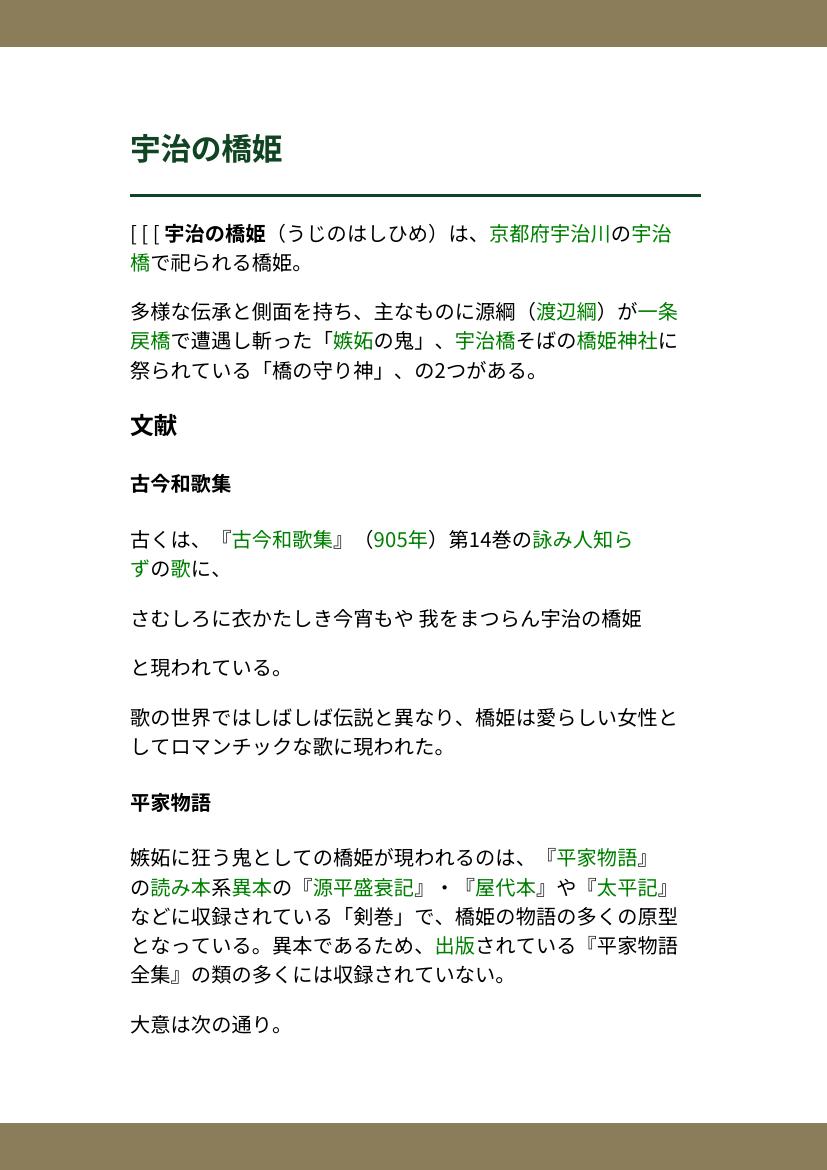 宇治の橋姫
[ [ [ 宇治の橋姫（うじのはしひめ）は、京都府宇治川の宇治
橋で祀られる橋姫。
多様な伝承と側面を持ち、主なものに源綱（渡辺綱）が一条
戻橋で遭遇し斬った「嫉妬の鬼」、宇治橋そばの橋姫神社に
祭られている「橋の守り神」、の2つがある。
文献
古今和歌集
古くは、『古今和歌集』（905年）第14巻の詠み人知ら
ずの歌に、
さむしろに衣かたしき今宵もや 我をまつらん宇治の橋姫
と現われている。
歌の世界ではしばしば伝説と異なり、橋姫は愛らしい女性と
してロマンチックな歌に現われた。
平家物語
嫉妬に狂う鬼としての橋姫が現われるのは、『平家物語』
の読み本系異本の『源平盛衰記』・『屋代本』や『太平記』
などに収録されている「剣巻」で、橋姫の物語の多くの原型
となっている。異本であるため、出版されている『平家物語
全集』の類の多くには収録されていない。
大意は次の通り。